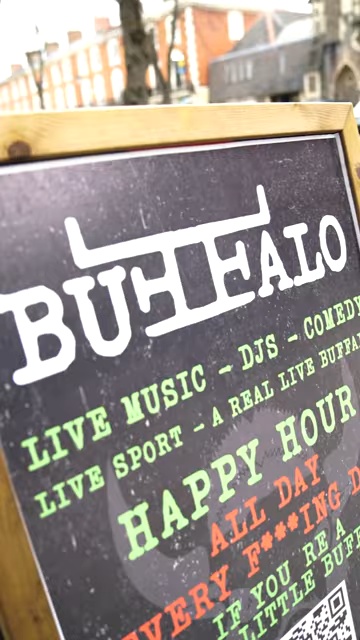 BUFFALO
LIVE MUSIC - DJS - COMEDY
LIVE SPORT - A REAL LIVE BUFFA
HAPPY HOUR
ALL DAY
EVERY F***ING D
IF YOU RE A
LITTLE BUFF